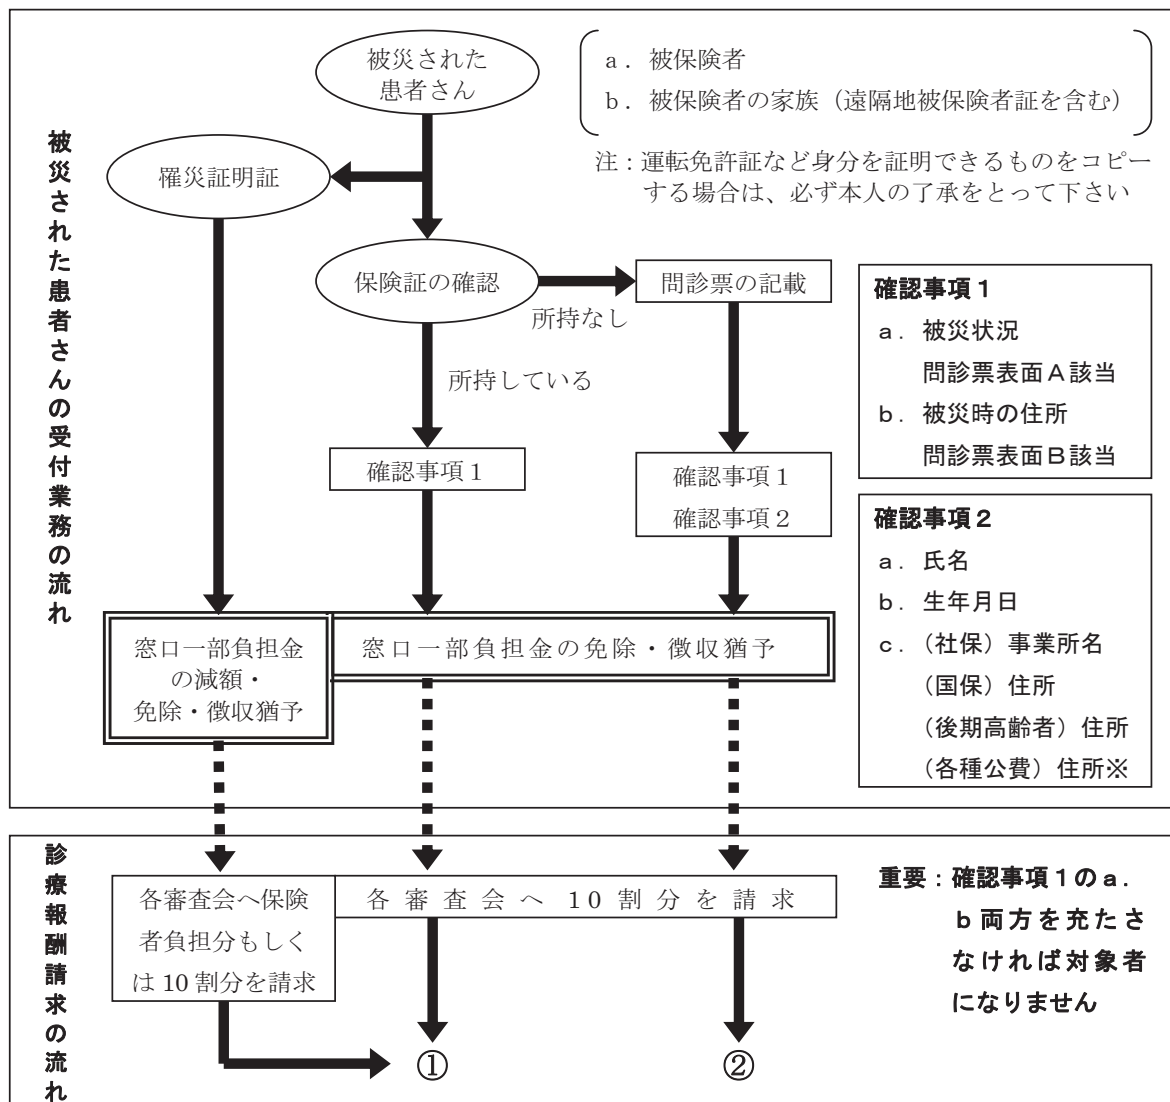 被災された患者さんの受付業務の流れ
被災された
患者さん
a．被保険者
b．被保険者の家族（遠隔地被保険者証を含む）
注：運転免許証など身分を証明できるものをコピー
する場合は、必ず本人の了承をとって下さい
罹災証明証
保険証の確認
問診票の記載
所持なし
所持している
確認事項１
確認事項１
確認事項２
確認事項１
a．被災状況
問診票表面Ａ該当
b．被災時の住所
問診票表面Ｂ該当
確認事項２
a．氏名
b．生年月日
c．（社保）事業所名
（国保）住所
（後期高齢者）住所
（各種公費）住所※
窓口一部負担金
の減額・
免除・徴収猶予
窓口一部負担金の免除・徴収猶予
診療報酬請求の流れ
各審査会へ保険
者負担分もしく
は 10 割分を請求
各審査会へ 10 割分を請求
重要：確認事項１のａ．
ｂ両方を充たさ
なければ対象者
になりません
①
②